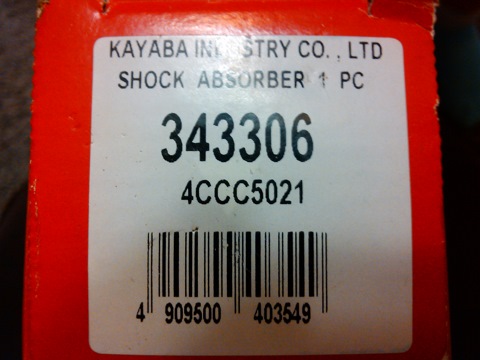 KAYABA INDUSTRY CO., LTD
SHOCK ABSORBER 1 PC
343306
4CCC5021
4 909500 403549